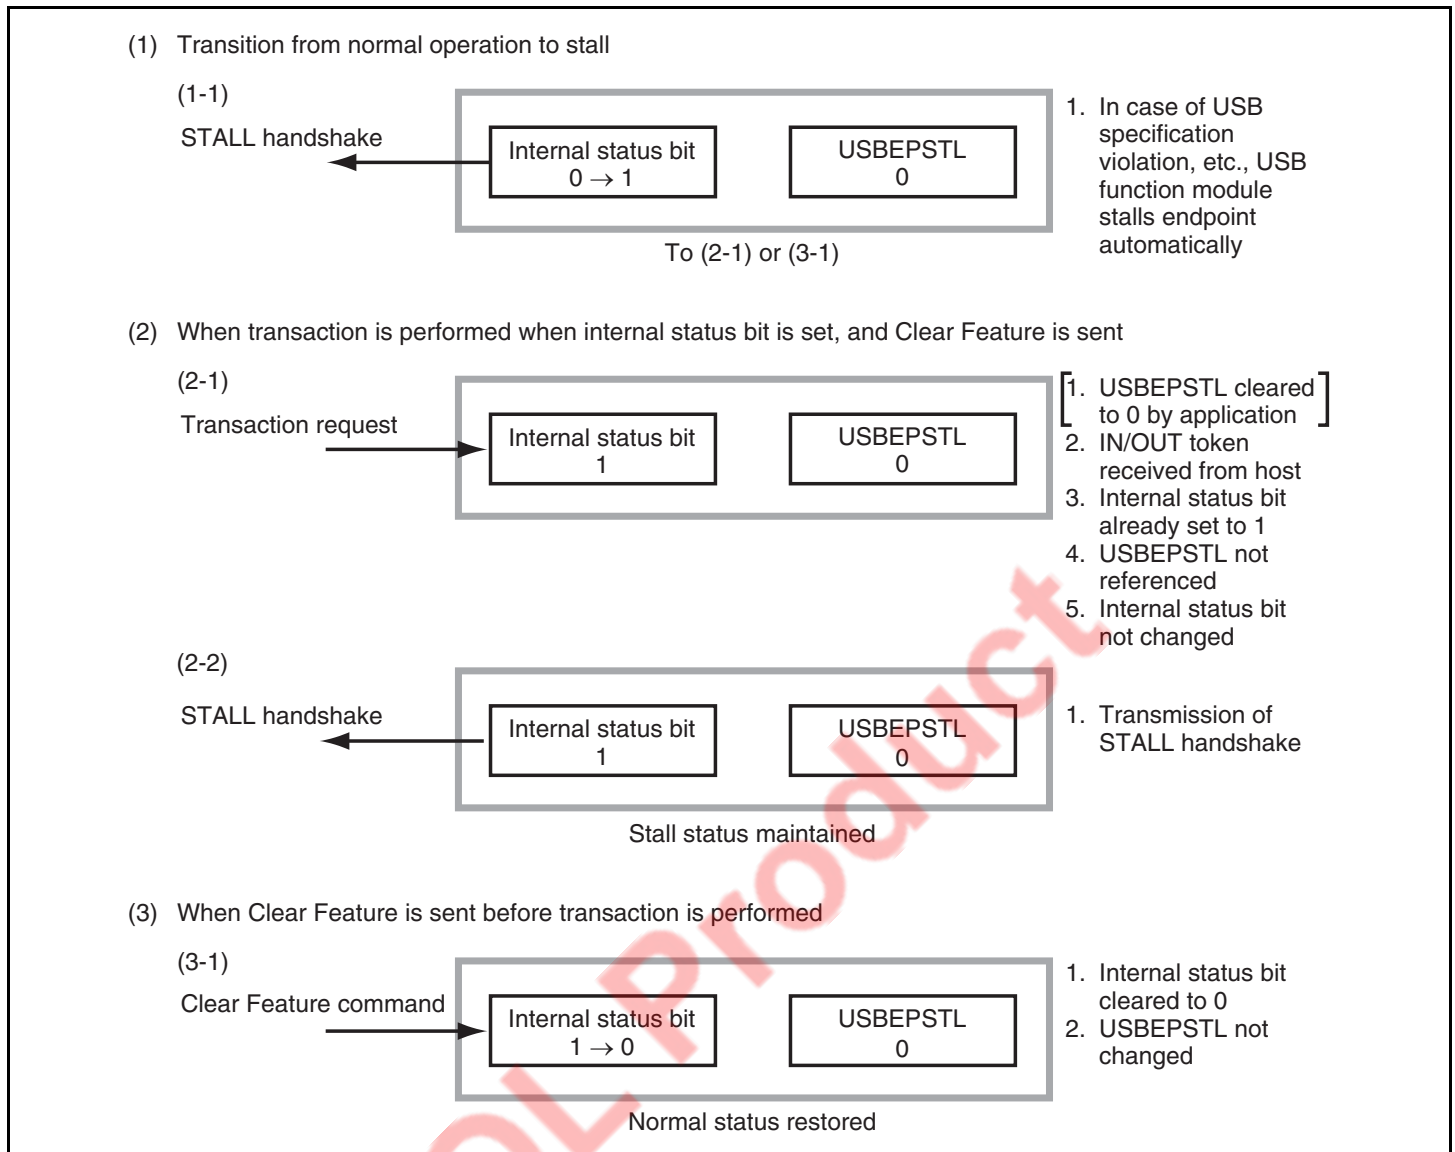 (1) Transition from normal operation to stall
(1-1)
STALL handshake
Internal status bit
0 → 1
USBEPSTL
0
1. In case of USB
specification
violation, etc., USB
function module
stalls endpoint
automatically
To (2-1) or (3-1)
(2) When transaction is performed when internal status bit is set, and Clear Feature is sent
(2-1)
Transaction request
Internal status bit
1
USBEPSTL
0
[1. USBEPSTL cleared
to 0 by application]
2. IN/OUT token
received from host
3. Internal status bit
already set to 1
4. USBEPSTL not
referenced
5. Internal status bit
not changed
(2-2)
STALL handshake
Internal status bit
1
USBEPSTL
0
1. Transmission of
STALL handshake
Stall status maintained
(3) When Clear Feature is sent before transaction is performed
(3-1)
Clear Feature command
Internal status bit
1 → 0
USBEPSTL
0
1. Internal status bit
cleared to 0
2. USBEPSTL not
changed
Normal status restored
OL Product